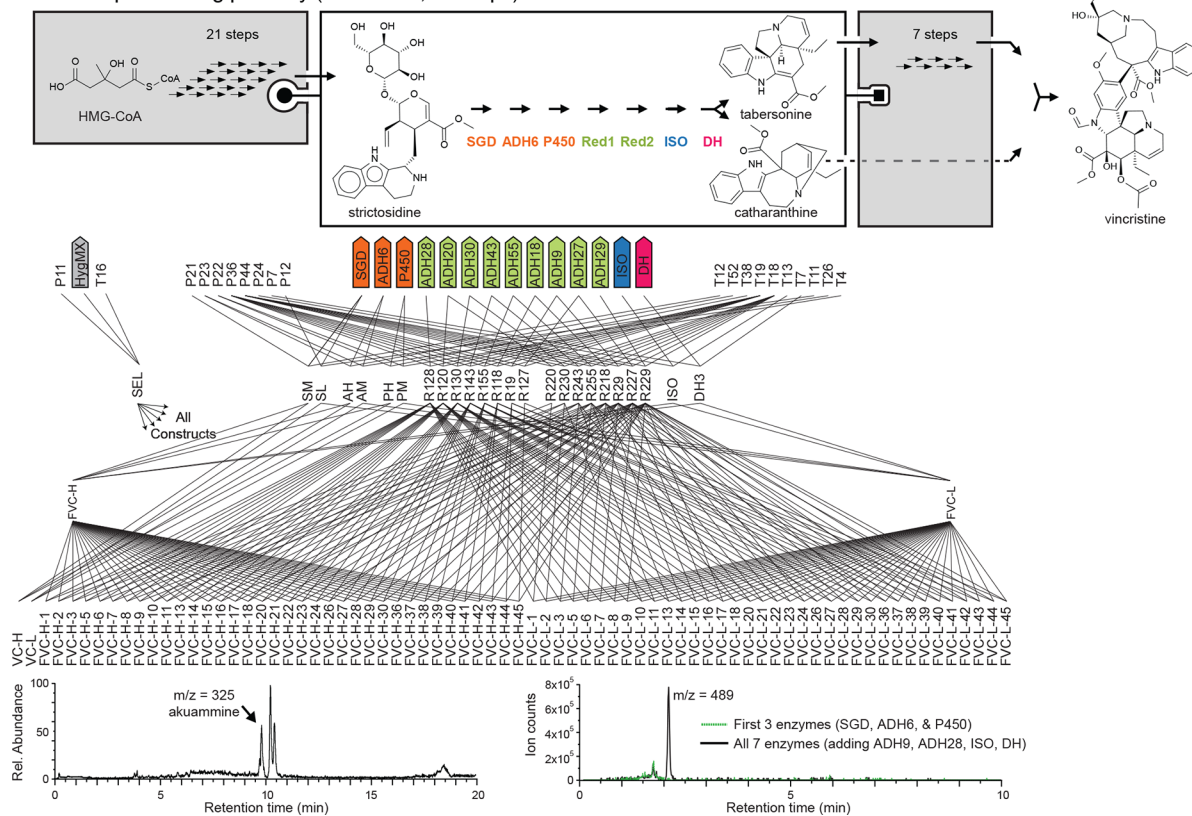 21 steps
HMG-CoA
SGD ADH6 P450 Red1 Red2 ISO DH
strictosidine
tabersonine
catharanthine
7 steps
vincristine
P11
HygMX
T16
P21
P23
P22
P36
P44
P24
P7
P12
SGD
ADH6
P450
ADH28
ADH20
ADH30
ADH43
ADH55
ADH18
ADH9
ADH27
ADH29
ISO
DH
T12
T52
T38
T19
T18
T13
T7
T11
T26
T4
SEL
All
Constructs
SM
SL
AH
AM
PH
PM
R128
R120
R130
R143
R155
R118
R19
R127
R220
R230
R243
R255
R218
R29
R227
R229
ISO
DH3
FVC-H
FVC-L
VC-H
VC-L
FVC-H-1
FVC-H-2
FVC-H-3
FVC-H-5
FVC-H-6
FVC-H-7
FVC-H-8
FVC-H-9
FVC-H-10
FVC-H-11
FVC-H-13
FVC-H-14
FVC-H-15
FVC-H-16
FVC-H-17
FVC-H-18
FVC-H-20
FVC-H-21
FVC-H-22
FVC-H-23
FVC-H-24
FVC-H-26
FVC-H-27
FVC-H-28
FVC-H-29
FVC-H-30
FVC-H-36
FVC-H-37
FVC-H-38
FVC-H-39
FVC-H-40
FVC-H-41
FVC-H-42
FVC-H-43
FVC-H-44
FVC-H-45
FVC-L-1
FVC-L-2
FVC-L-3
FVC-L-5
FVC-L-6
FVC-L-7
FVC-L-8
FVC-L-9
FVC-L-10
FVC-L-11
FVC-L-13
FVC-L-14
FVC-L-15
FVC-L-16
FVC-L-17
FVC-L-18
FVC-L-20
FVC-L-21
FVC-L-22
FVC-L-23
FVC-L-24
FVC-L-26
FVC-L-27
FVC-L-28
FVC-L-29
FVC-L-30
FVC-L-36
FVC-L-37
FVC-L-38
FVC-L-39
FVC-L-40
FVC-L-41
FVC-L-42
FVC-L-43
FVC-L-44
FVC-L-45
Rel. Abundance
100
50
0
m/z = 325
akuammine
0 5 10 15 20
Retention time (min)
Ion counts
8x10⁵
6x10⁵
4x10⁵
2x10⁵
0
m/z = 489
First 3 enzymes (SGD, ADH6, & P450)
All 7 enzymes (adding ADH9, ADH28, ISO, DH)
0 5 10
Retention time (min)